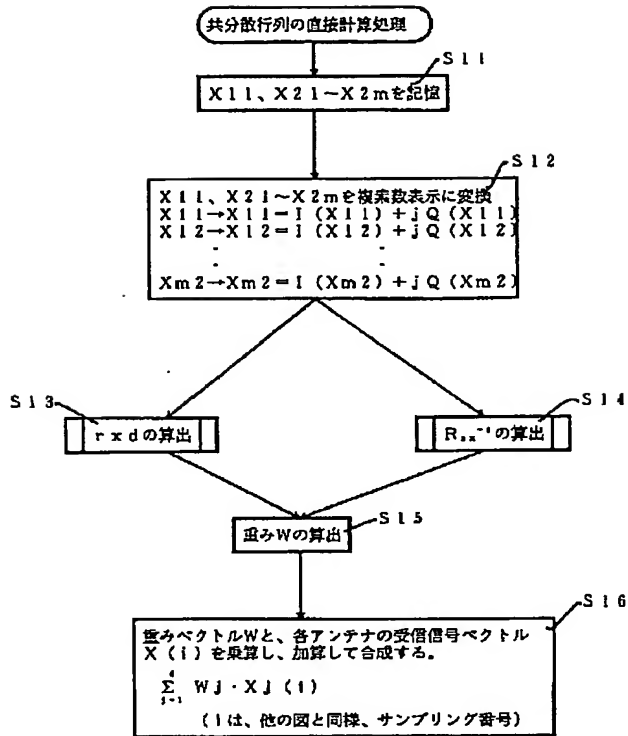 共分散行列の直接計算処理
S11
X11、X21〜X2mを記憶
S12
X11、X21〜X2mを複素数表示に変換
X11→X11=I(X11)+jQ(X11)
X12→X12=I(X12)+jQ(X12)
・ ・
・ ・
Xm2→Xm2=I(Xm2)+jQ(Xm2)
S13
rxdの算出
S14
Rxx⁻¹の算出
S15
重みWの算出
S16
重みベクトルWと、各アンテナの受信信号ベクトル
X(i)を乗算し、加算して合成する。
4
Σ Wj・Xj(i)
j=1
(iは、他の図と同様、サンプリング番号)